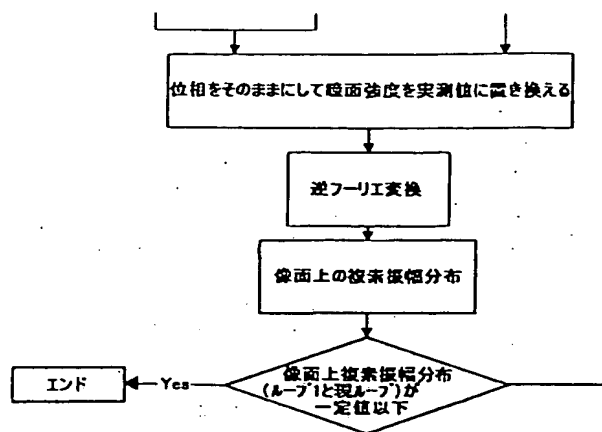 位相をそのままにして瞳面強度を実測値に置き換える
逆フーリエ変換
像面上の複素振幅分布
像面上複素振幅分布
(ループ1と現ループ)が
一定値以下
Yes
エンド